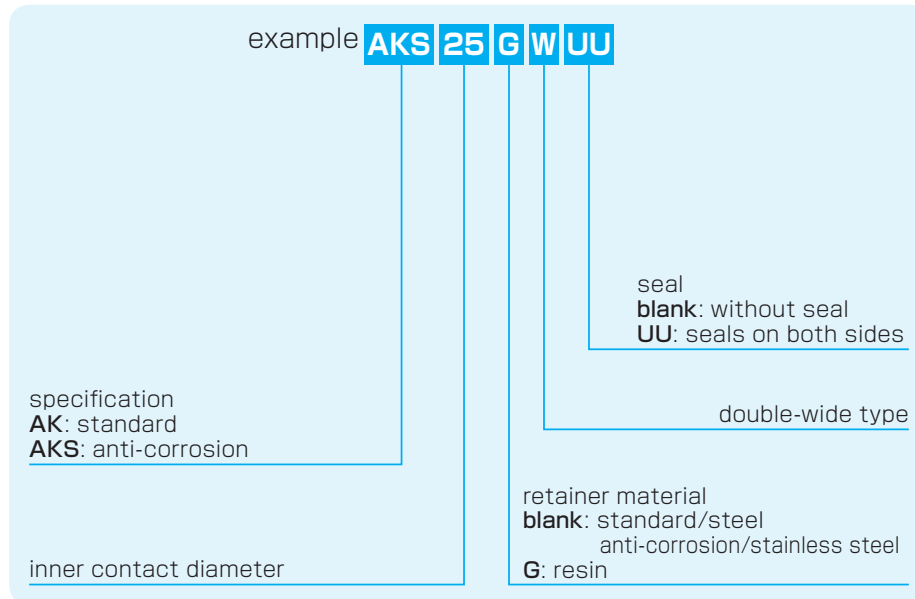 example AKS 25 G W UU
seal
blank: without seal
UU: seals on both sides
specification
AK: standard
AKS: anti-corrosion
double-wide type
retainer material
blank: standard/steel
anti-corrosion/stainless steel
G: resin
inner contact diameter